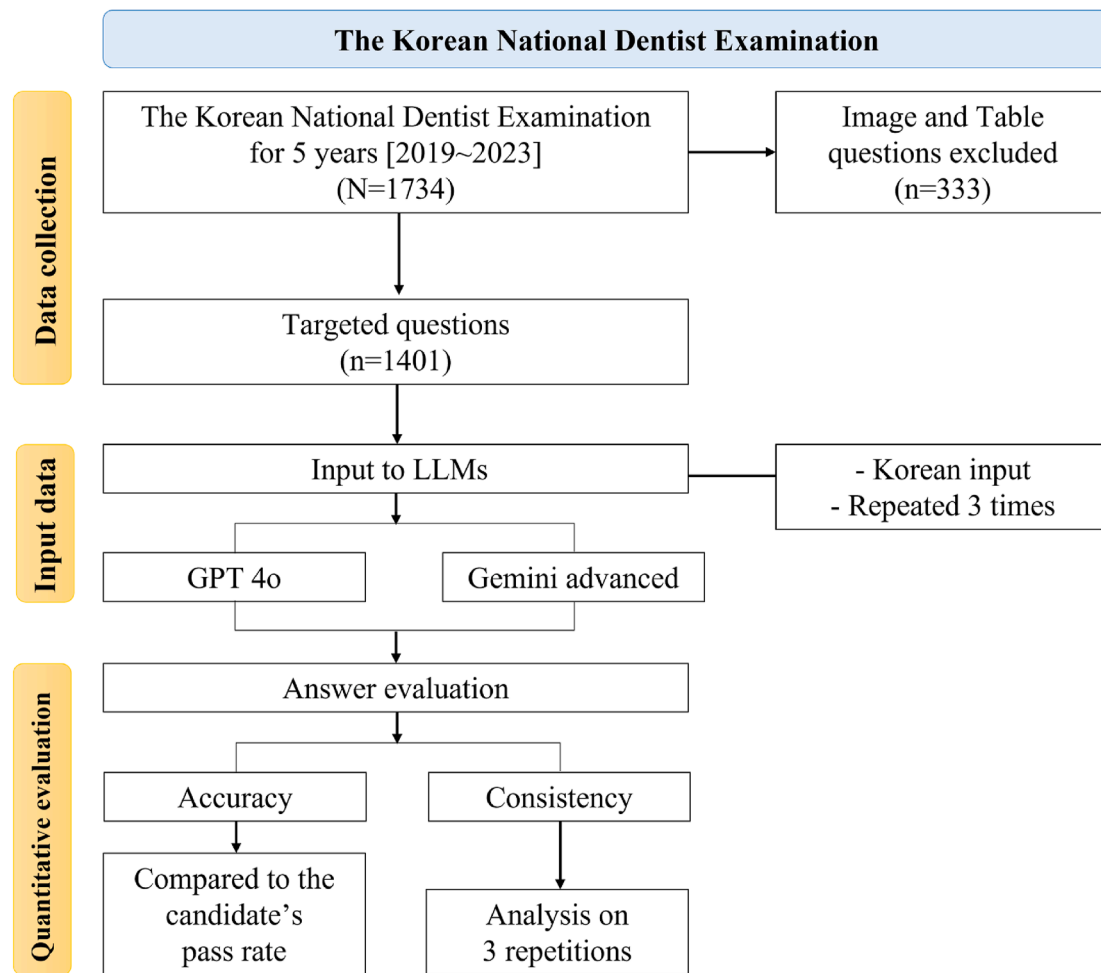 The Korean National Dentist Examination
Data collection
The Korean National Dentist Examination
for 5 years [2019~2023]
(N=1734)
Image and Table
questions excluded
(n=333)
Targeted questions
(n=1401)
Input data
Input to LLMs
- Korean input
- Repeated 3 times
GPT 4o
Gemini advanced
Quantitative evaluation
Answer evaluation
Accuracy
Consistency
Compared to the
candidate’s
pass rate
Analysis on
3 repetitions